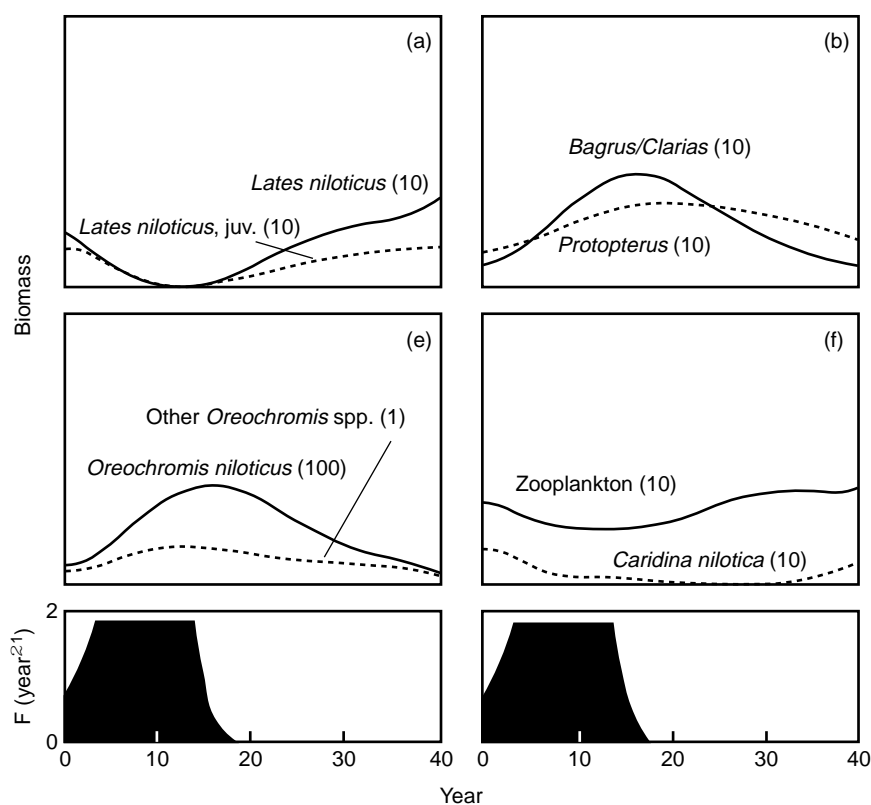 (a)
Lates niloticus (10)
Lates niloticus, juv. (10)
(b)
Bagrus/Clarias (10)
Protopterus (10)
Biomass
(e)
Other Oreochromis spp. (1)
Oreochromis niloticus (100)
(f)
Zooplankton (10)
Caridina nilotica (10)
F (year21)
2
0
0 10 20 30 40
0 10 20 30 40
Year